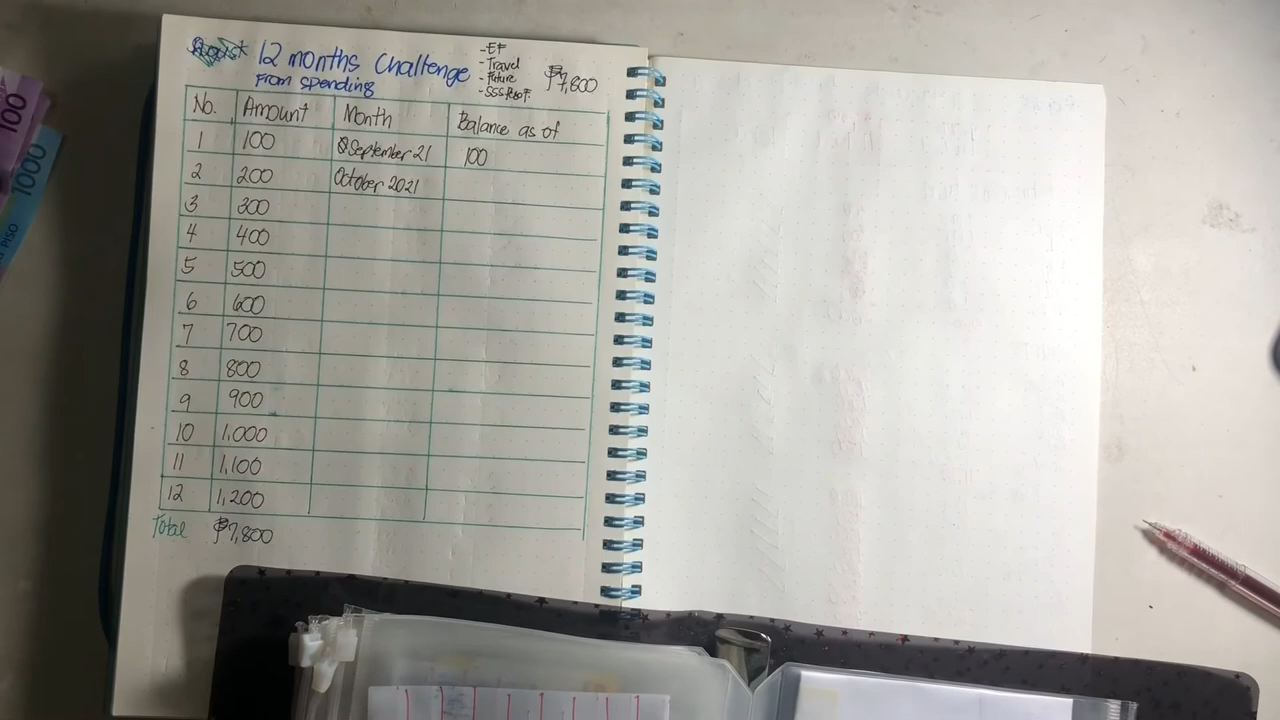 12 months Challenge
from spending
- EF
- Travel
- Future
₱7,800
No. Amount Month Balance as of
1 100 September 21 100
2 200 October 2021
3 300
4 400
5 500
6 600
7 700
8 800
9 900
10 1,000
11 1,100
12 1,200
Total ₱7,800
100
1000
PISO